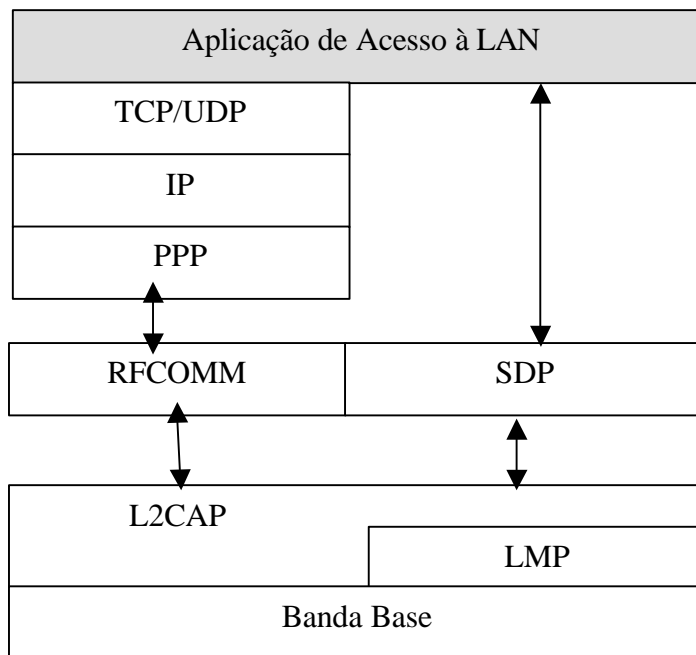 Aplicação de Acesso à LAN
TCP/UDP
IP
PPP
RFCOMM
SDP
L2CAP
LMP
Banda Base